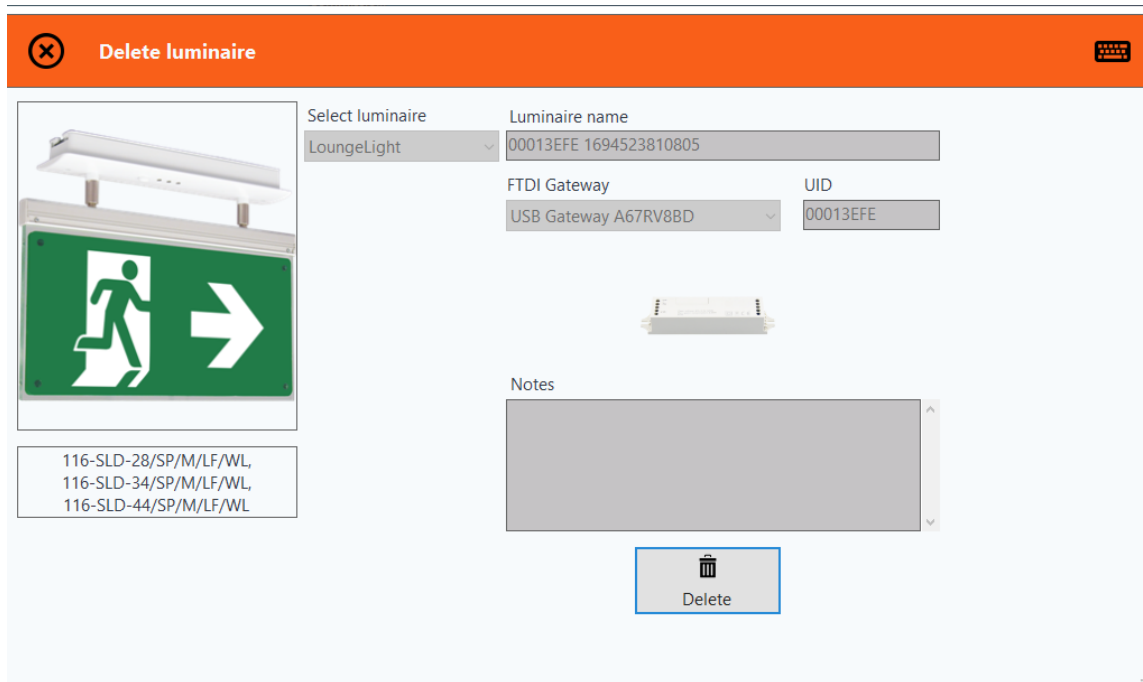 Delete luminaire
Select luminaire
LoungeLight
Luminaire name
00013EFE 1694523810805
FTDI Gateway
USB Gateway A67RV8BD
UID
00013EFE
116-SLD-28/SP/M/LF/WL,
116-SLD-34/SP/M/LF/WL,
116-SLD-44/SP/M/LF/WL
Notes
Delete